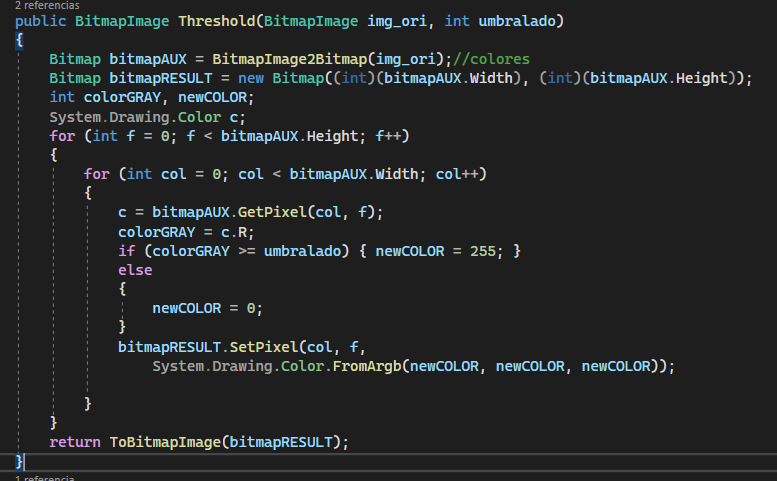 2 referencias
public BitmapImage Threshold(BitmapImage img_ori, int umbralado)
{
Bitmap bitmapAUX = BitmapImage2Bitmap(img_ori);//colores
Bitmap bitmapRESULT = new Bitmap((int)(bitmapAUX.Width), (int)(bitmapAUX.Height));
int colorGRAY, newCOLOR;
System.Drawing.Color c;
for (int f = 0; f < bitmapAUX.Height; f++)
{
for (int col = 0; col < bitmapAUX.Width; col++)
{
c = bitmapAUX.GetPixel(col, f);
colorGRAY = c.R;
if (colorGRAY >= umbralado) { newCOLOR = 255; }
else
{
newCOLOR = 0;
}
bitmapRESULT.SetPixel(col, f,
System.Drawing.Color.FromArgb(newCOLOR, newCOLOR, newCOLOR));
}
}
return ToBitmapImage(bitmapRESULT);
}
1 referencia